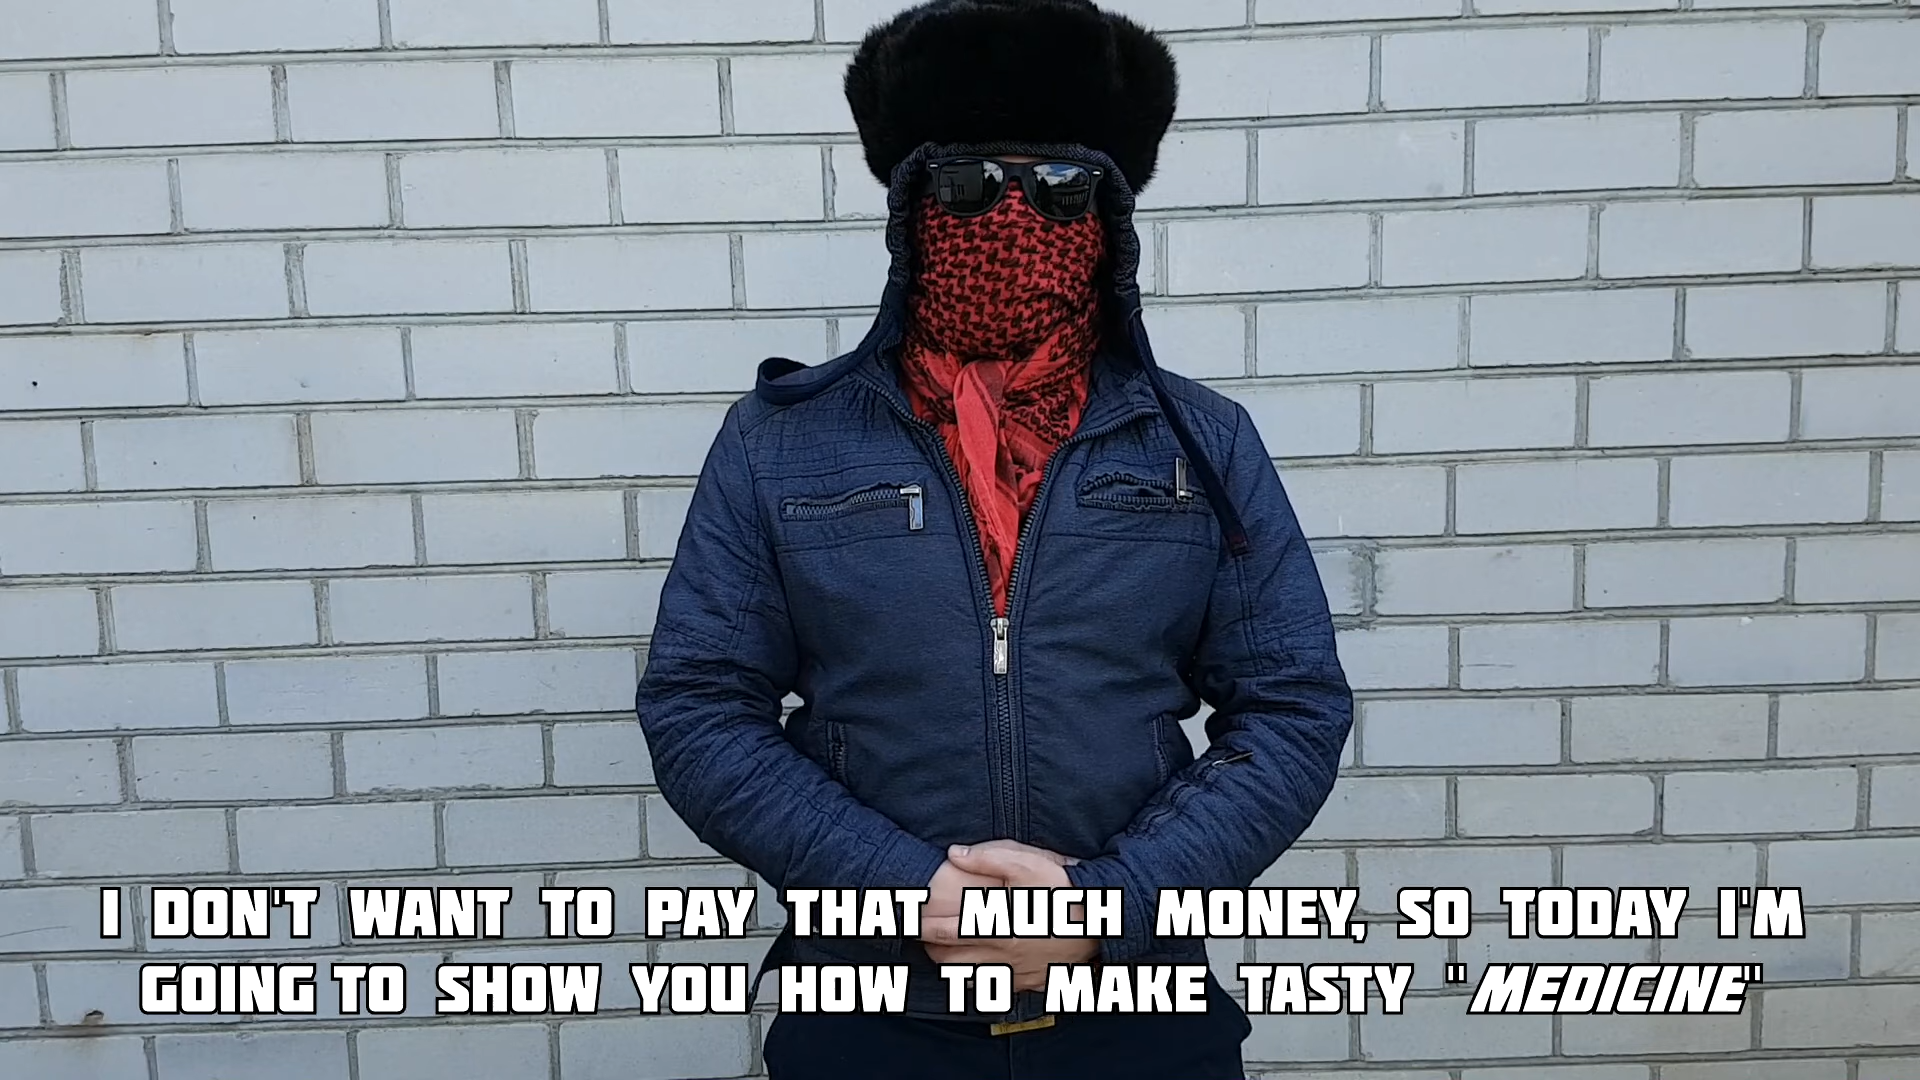 I DON'T WANT TO PAY THAT MUCH MONEY, SO TODAY I'M
GOING TO SHOW YOU HOW TO MAKE TASTY "MEDICINE"